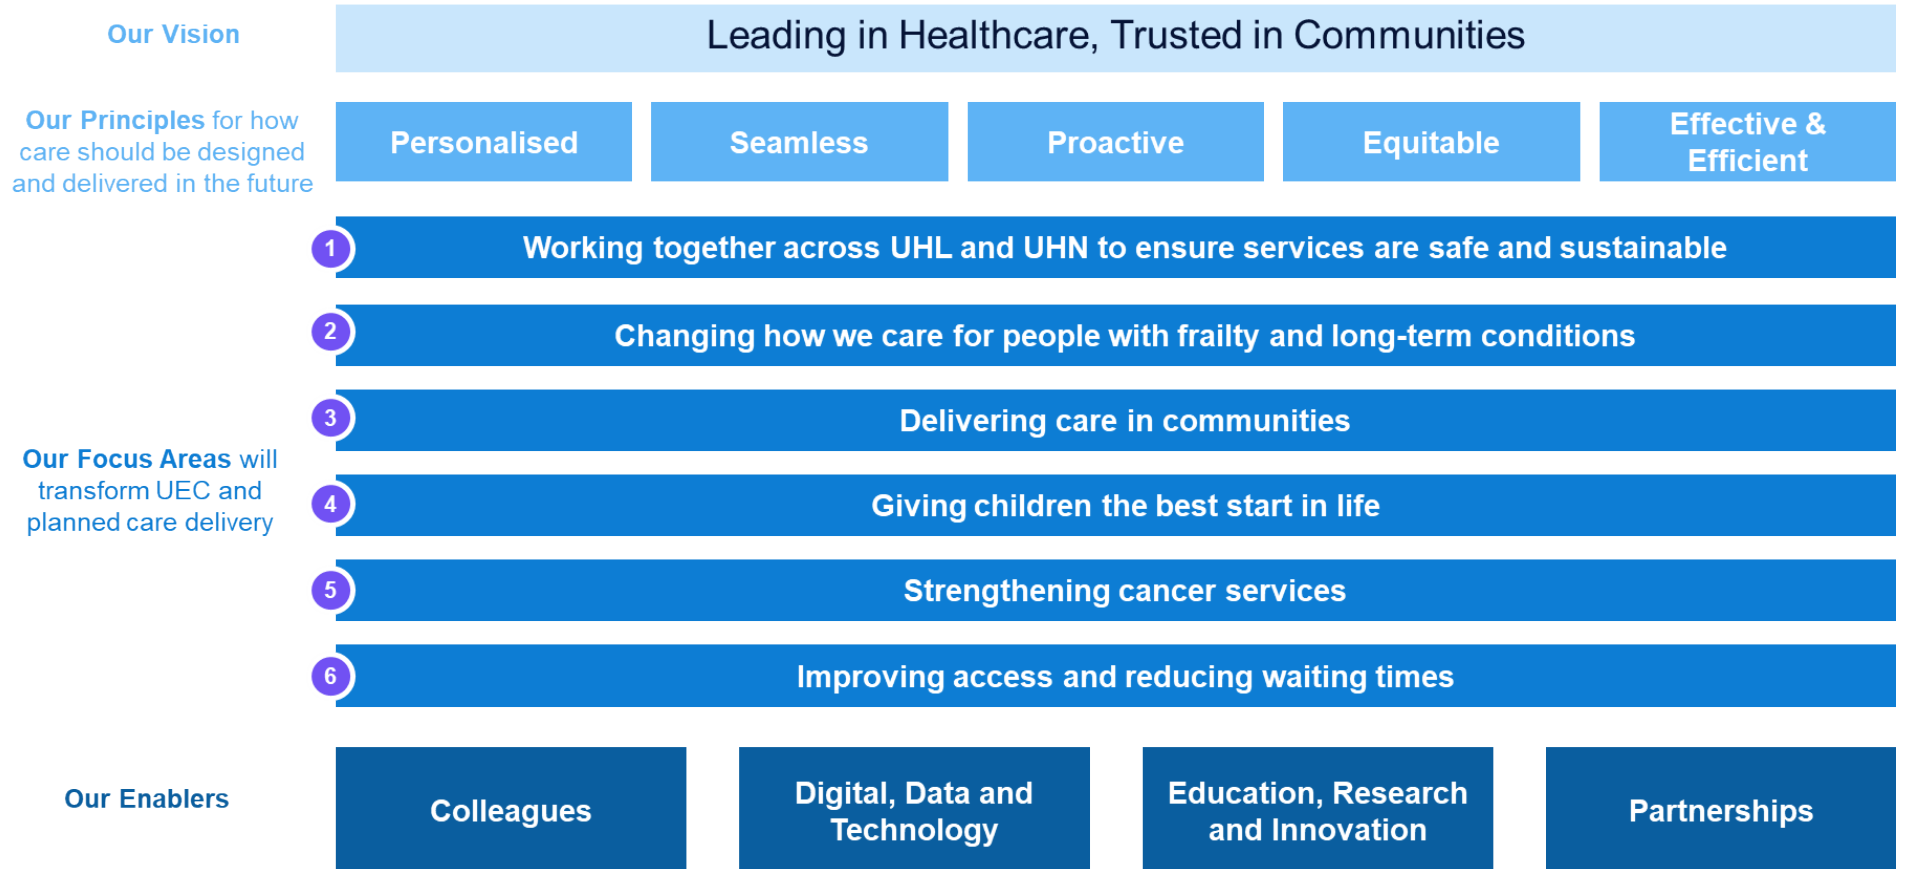 Our Vision
Leading in Healthcare, Trusted in Communities
Our Principles for how
care should be designed
and delivered in the future
Personalised
Seamless
Proactive
Equitable
Effective &
Efficient
Our Focus Areas will
transform UEC and
planned care delivery
1
Working together across UHL and UHN to ensure services are safe and sustainable
2
Changing how we care for people with frailty and long-term conditions
3
Delivering care in communities
4
Giving children the best start in life
5
Strengthening cancer services
6
Improving access and reducing waiting times
Our Enablers
Colleagues
Digital, Data and
Technology
Education, Research
and Innovation
Partnerships